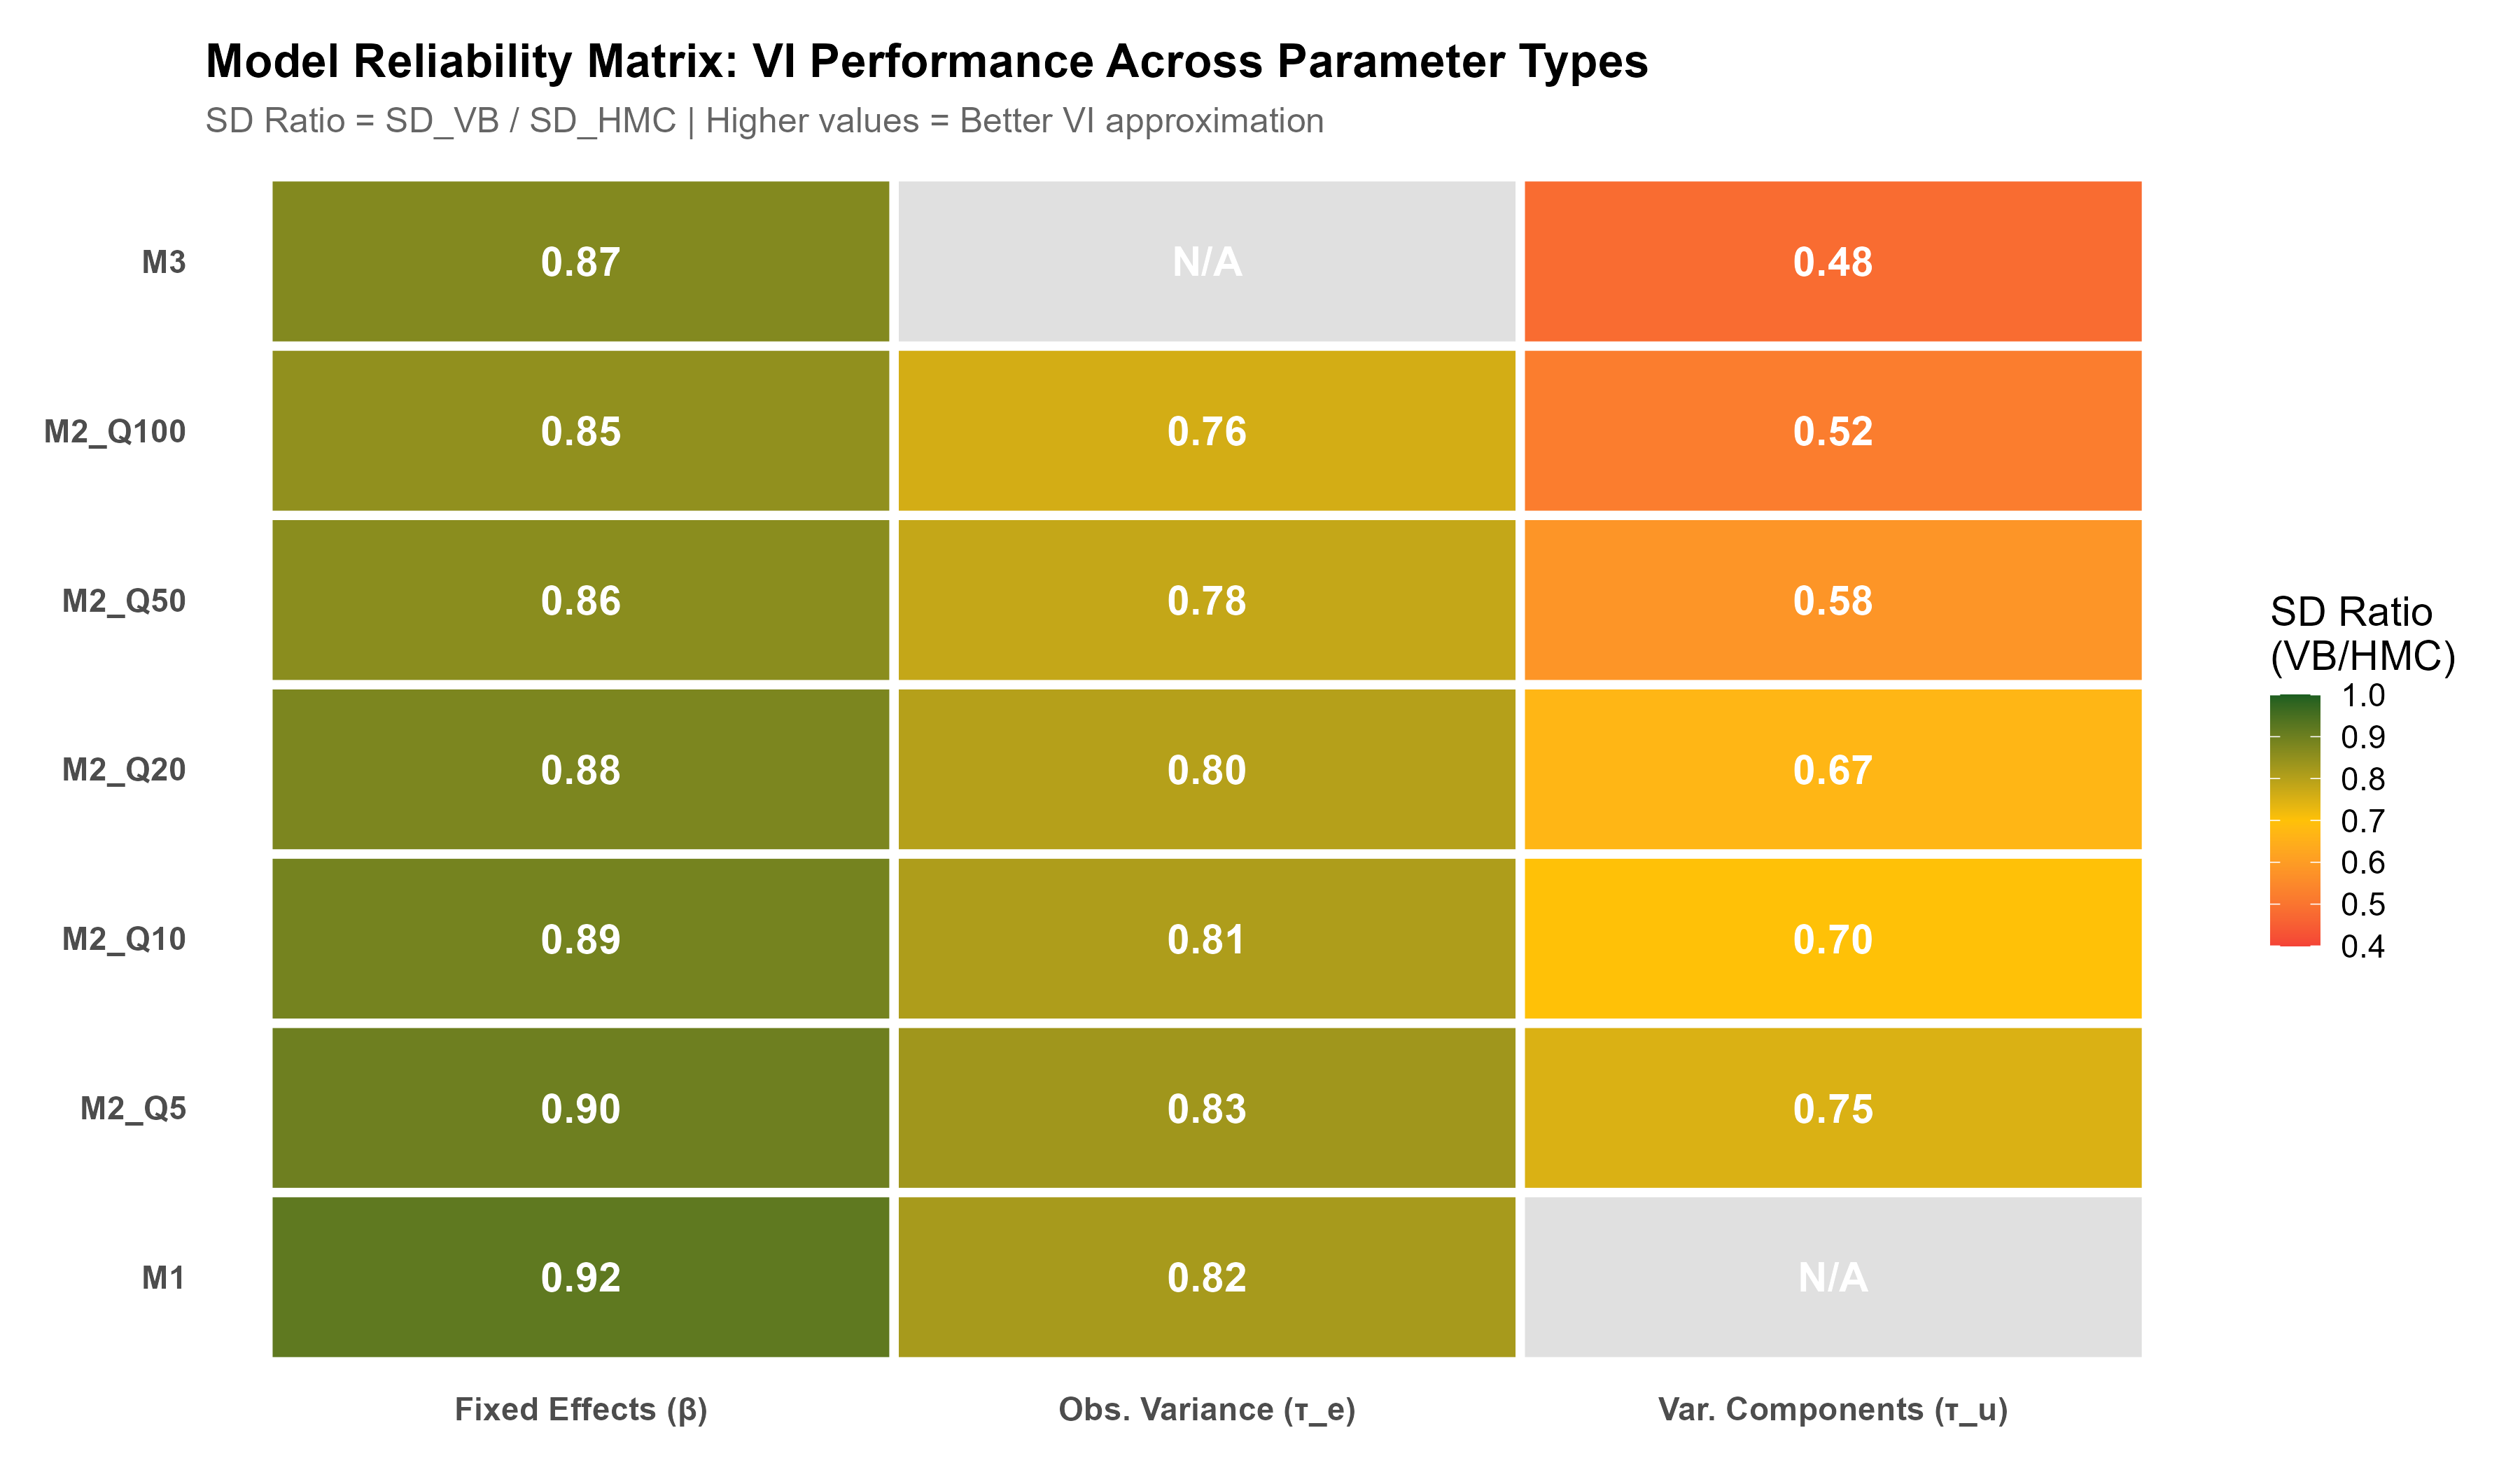 Model Reliability Matrix: VI Performance Across Parameter Types
SD Ratio = SD_VB / SD_HMC | Higher values = Better VI approximation
M3 0.87 N/A 0.48
M2_Q100 0.85 0.76 0.52
M2_Q50 0.86 0.78 0.58
M2_Q20 0.88 0.80 0.67
M2_Q10 0.89 0.81 0.70
M2_Q5 0.90 0.83 0.75
M1 0.92 0.82 N/A
Fixed Effects (β) Obs. Variance (τ_e) Var. Components (τ_u)
SD Ratio
(VB/HMC)
1.0
0.9
0.8
0.7
0.6
0.5
0.4